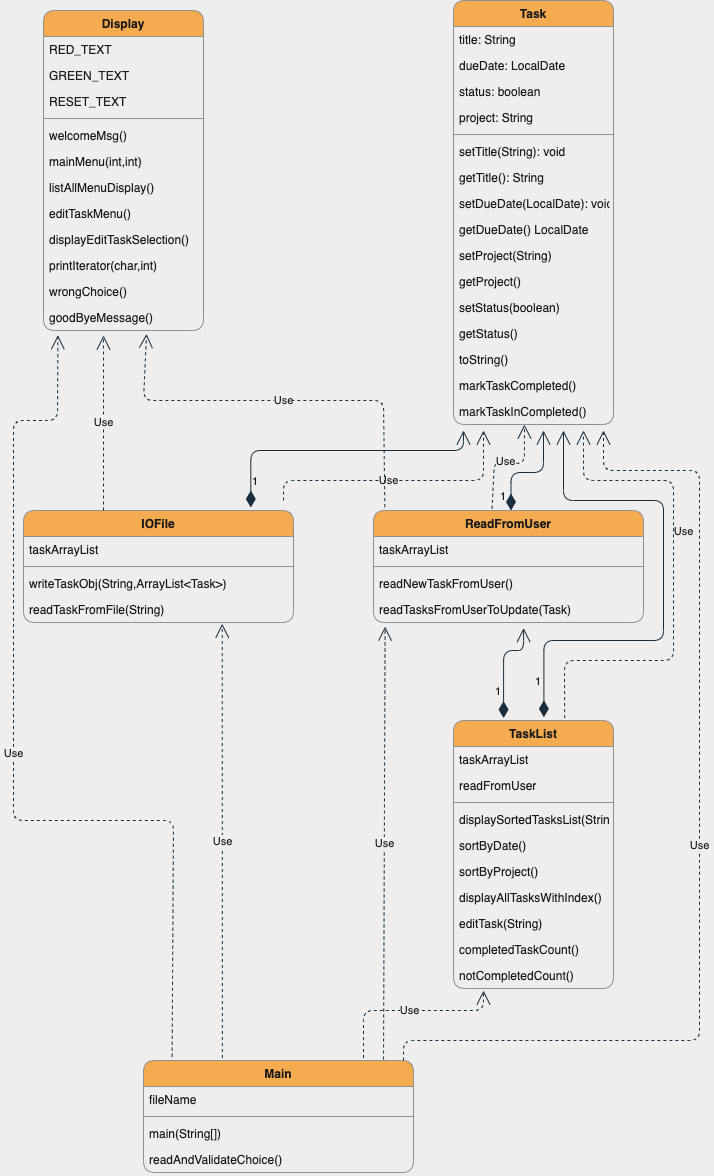 Display
RED_TEXT
GREEN_TEXT
RESET_TEXT
welcomeMsg()
mainMenu(int,int)
listAllMenuDisplay()
editTaskMenu()
displayEditTaskSelection()
printIterator(char,int)
wrongChoice()
goodByeMessage()
Task
title: String
dueDate: LocalDate
status: boolean
project: String
setTitle(String): void
getTitle(): String
setDueDate(LocalDate): void
getDueDate() LocalDate
setProject(String)
getProject()
setStatus(boolean)
getStatus()
toString()
markTaskCompleted()
markTaskInCompleted()
Use
Use
Use
Use
1
1
Use
IOFile
taskArrayList
writeTaskObj(String,ArrayList<Task>)
readTaskFromFile(String)
ReadFromUser
taskArrayList
readNewTaskFromUser()
readTasksFromUserToUpdate(Task)
1
1
TaskList
taskArrayList
readFromUser
displaySortedTasksList(Strin
sortByDate()
sortByProject()
displayAllTasksWithIndex()
editTask(String)
completedTaskCount()
notCompletedCount()
Use
Use
Use
Use
Use
Main
fileName
main(String[])
readAndValidateChoice()